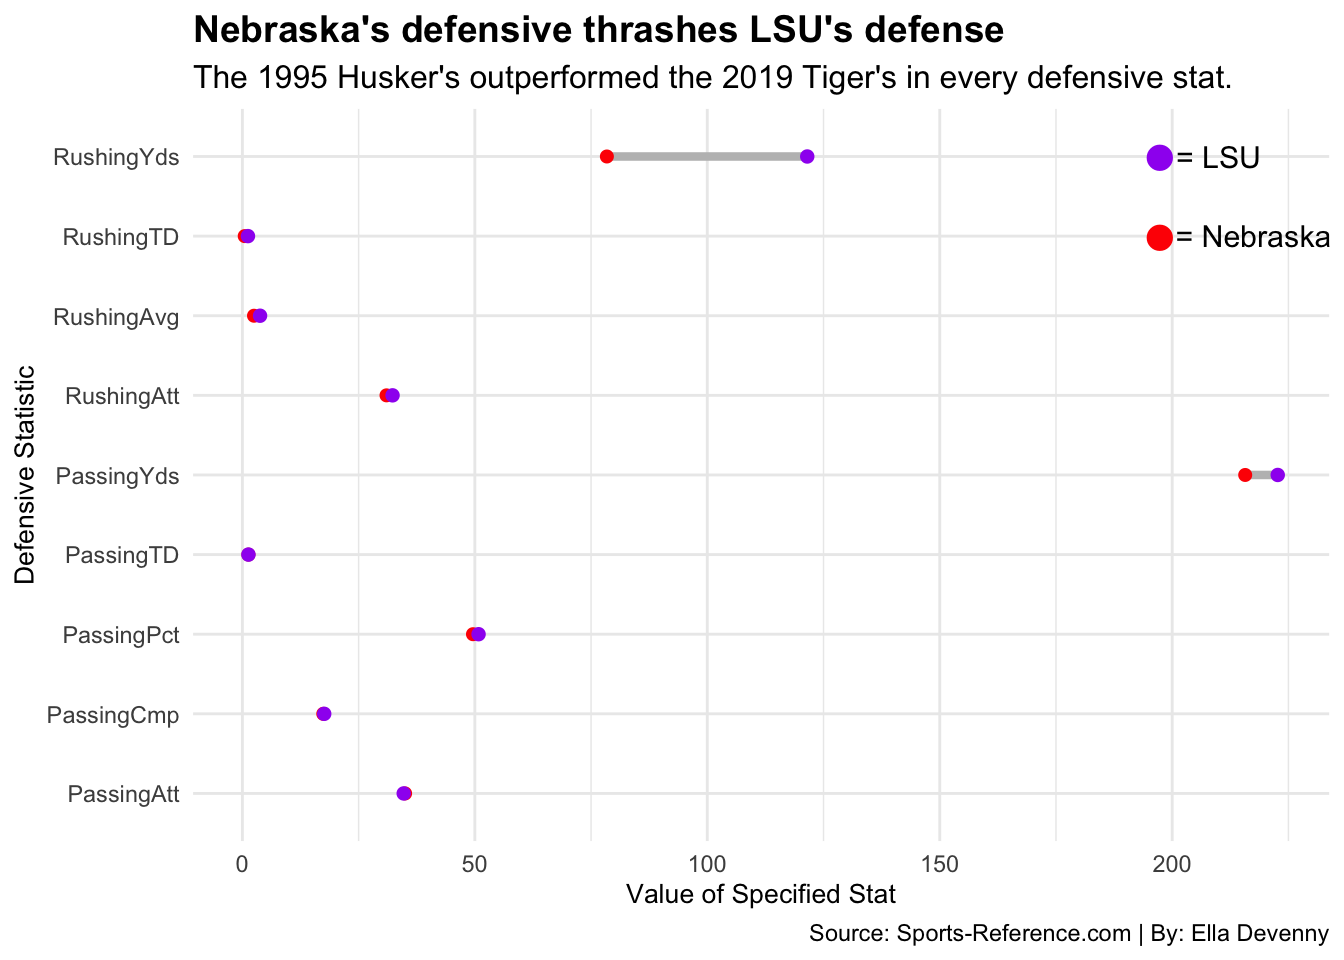 Nebraska's defensive thrashes LSU's defense
The 1995 Husker's outperformed the 2019 Tiger's in every defensive stat.
Defensive Statistic
RushingYds
RushingTD
RushingAvg
RushingAtt
PassingYds
PassingTD
PassingPct
PassingCmp
PassingAtt
= LSU
= Nebraska
0 50 100 150 200
Value of Specified Stat
Source: Sports-Reference.com | By: Ella Devenny